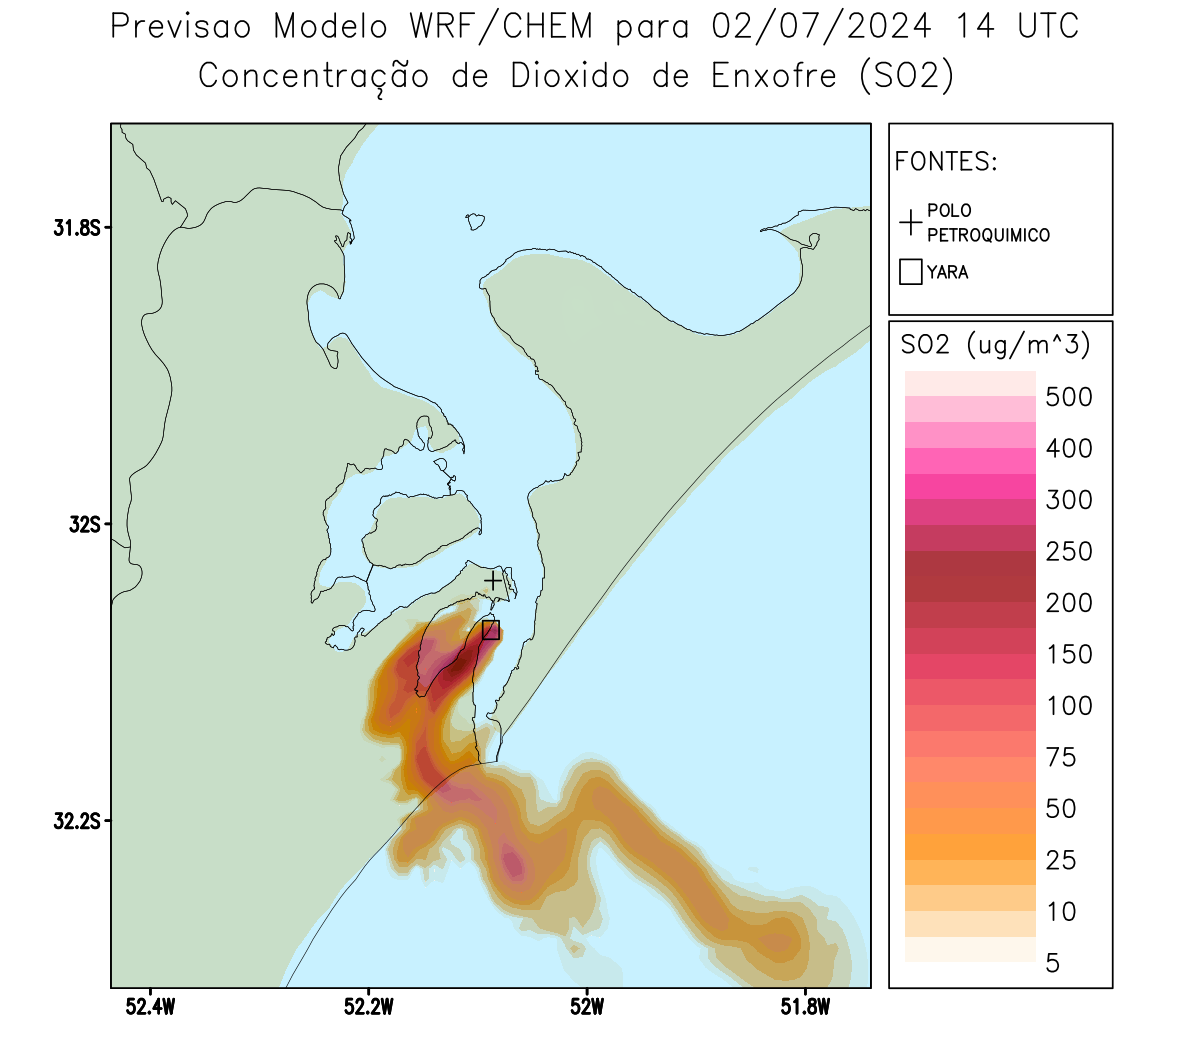 Previsao Modelo WRF/CHEM para 02/07/2024 14 UTC
Concentração de Dioxido de Enxofre (SO2)
FONTES:
POLO
PETROQUIMICO
YARA
SO2 (ug/m^3)
500
400
300
250
200
150
100
75
50
25
10
5
31.8S
32S
32.2S
52.4W
52.2W
52W
51.8W